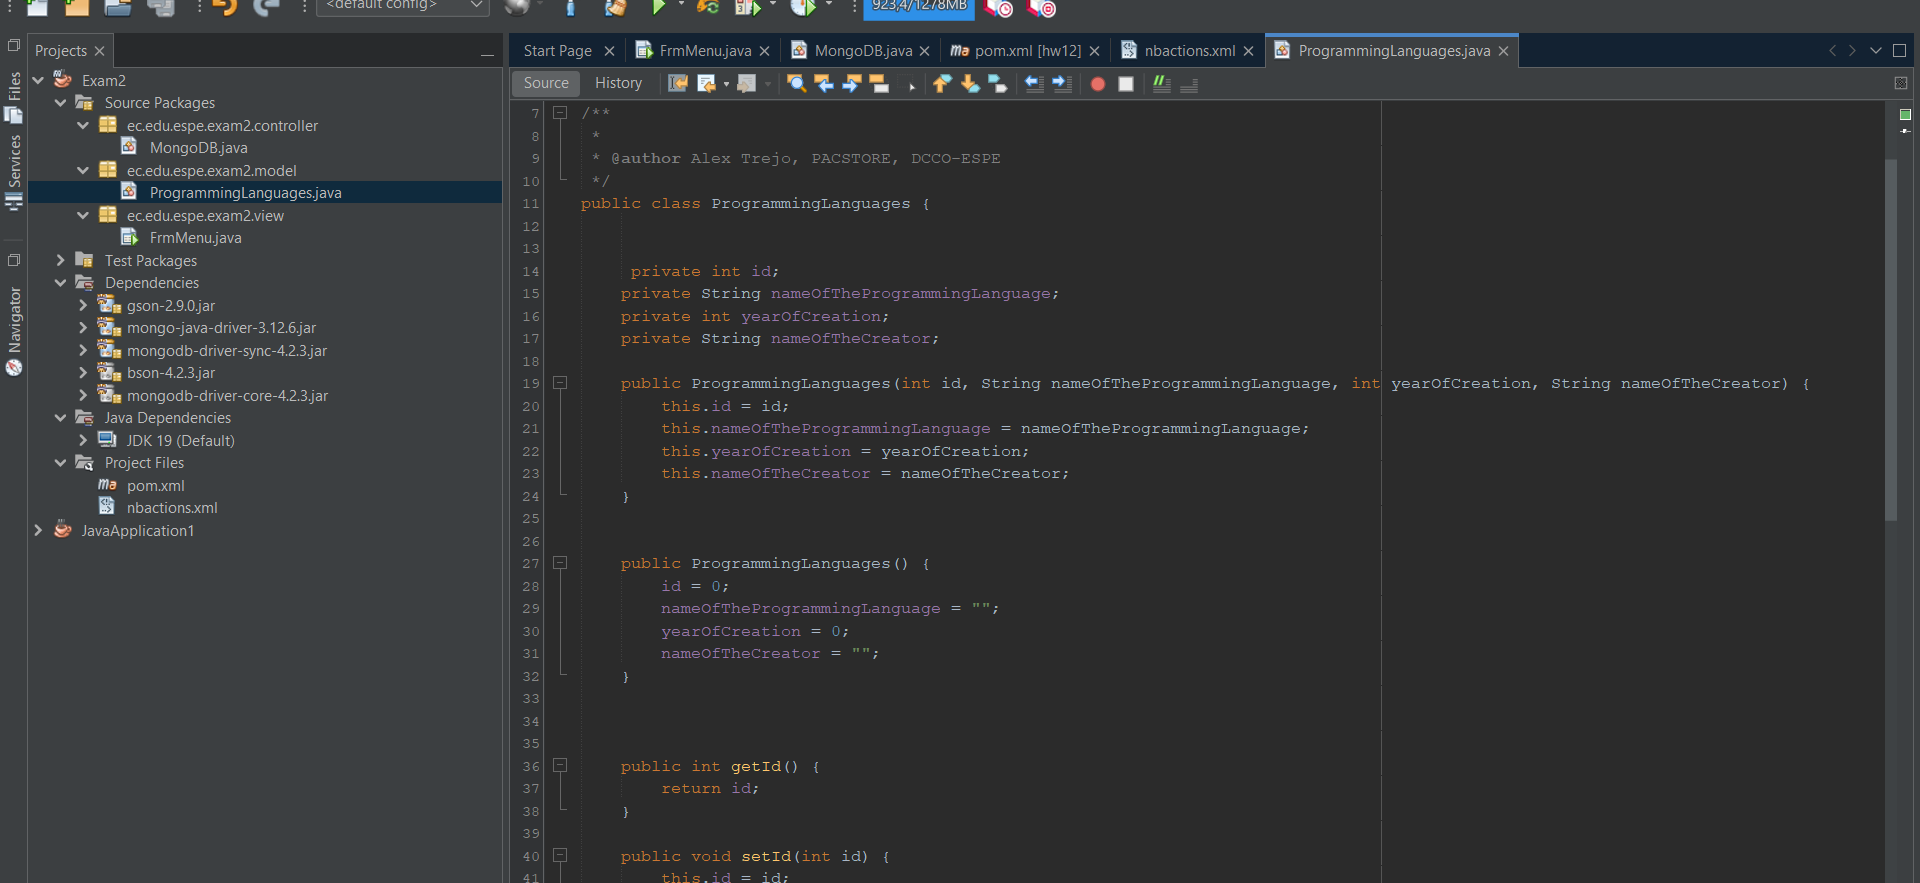 <default config>
923,4/1278MB
Projects
Files
Services
Navigator
Exam2
Source Packages
ec.edu.espe.exam2.controller
MongoDB.java
ec.edu.espe.exam2.model
ProgrammingLanguages.java
ec.edu.espe.exam2.view
FrmMenu.java
Test Packages
Dependencies
gson-2.9.0.jar
mongo-java-driver-3.12.6.jar
mongodb-driver-sync-4.2.3.jar
bson-4.2.3.jar
mongodb-driver-core-4.2.3.jar
Java Dependencies
JDK 19 (Default)
Project Files
pom.xml
nbactions.xml
JavaApplication1
Start Page FrmMenu.java MongoDB.java pom.xml [hw12] nbactions.xml ProgrammingLanguages.java
Source History
7 /**
8 *
9 * @author Alex Trejo, PACSTORE, DCCO-ESPE
10 */
11 public class ProgrammingLanguages {
12
13
14 private int id;
15 private String nameOfTheProgrammingLanguage;
16 private int yearOfCreation;
17 private String nameOfTheCreator;
18
19 public ProgrammingLanguages(int id, String nameOfTheProgrammingLanguage, int yearOfCreation, String nameOfTheCreator) {
20 this.id = id;
21 this.nameOfTheProgrammingLanguage = nameOfTheProgrammingLanguage;
22 this.yearOfCreation = yearOfCreation;
23 this.nameOfTheCreator = nameOfTheCreator;
24 }
25
26
27 public ProgrammingLanguages() {
28 id = 0;
29 nameOfTheProgrammingLanguage = "";
30 yearOfCreation = 0;
31 nameOfTheCreator = "";
32 }
33
34
35
36 public int getId() {
37 return id;
38 }
39
40 public void setId(int id) {
41 this.id = id;